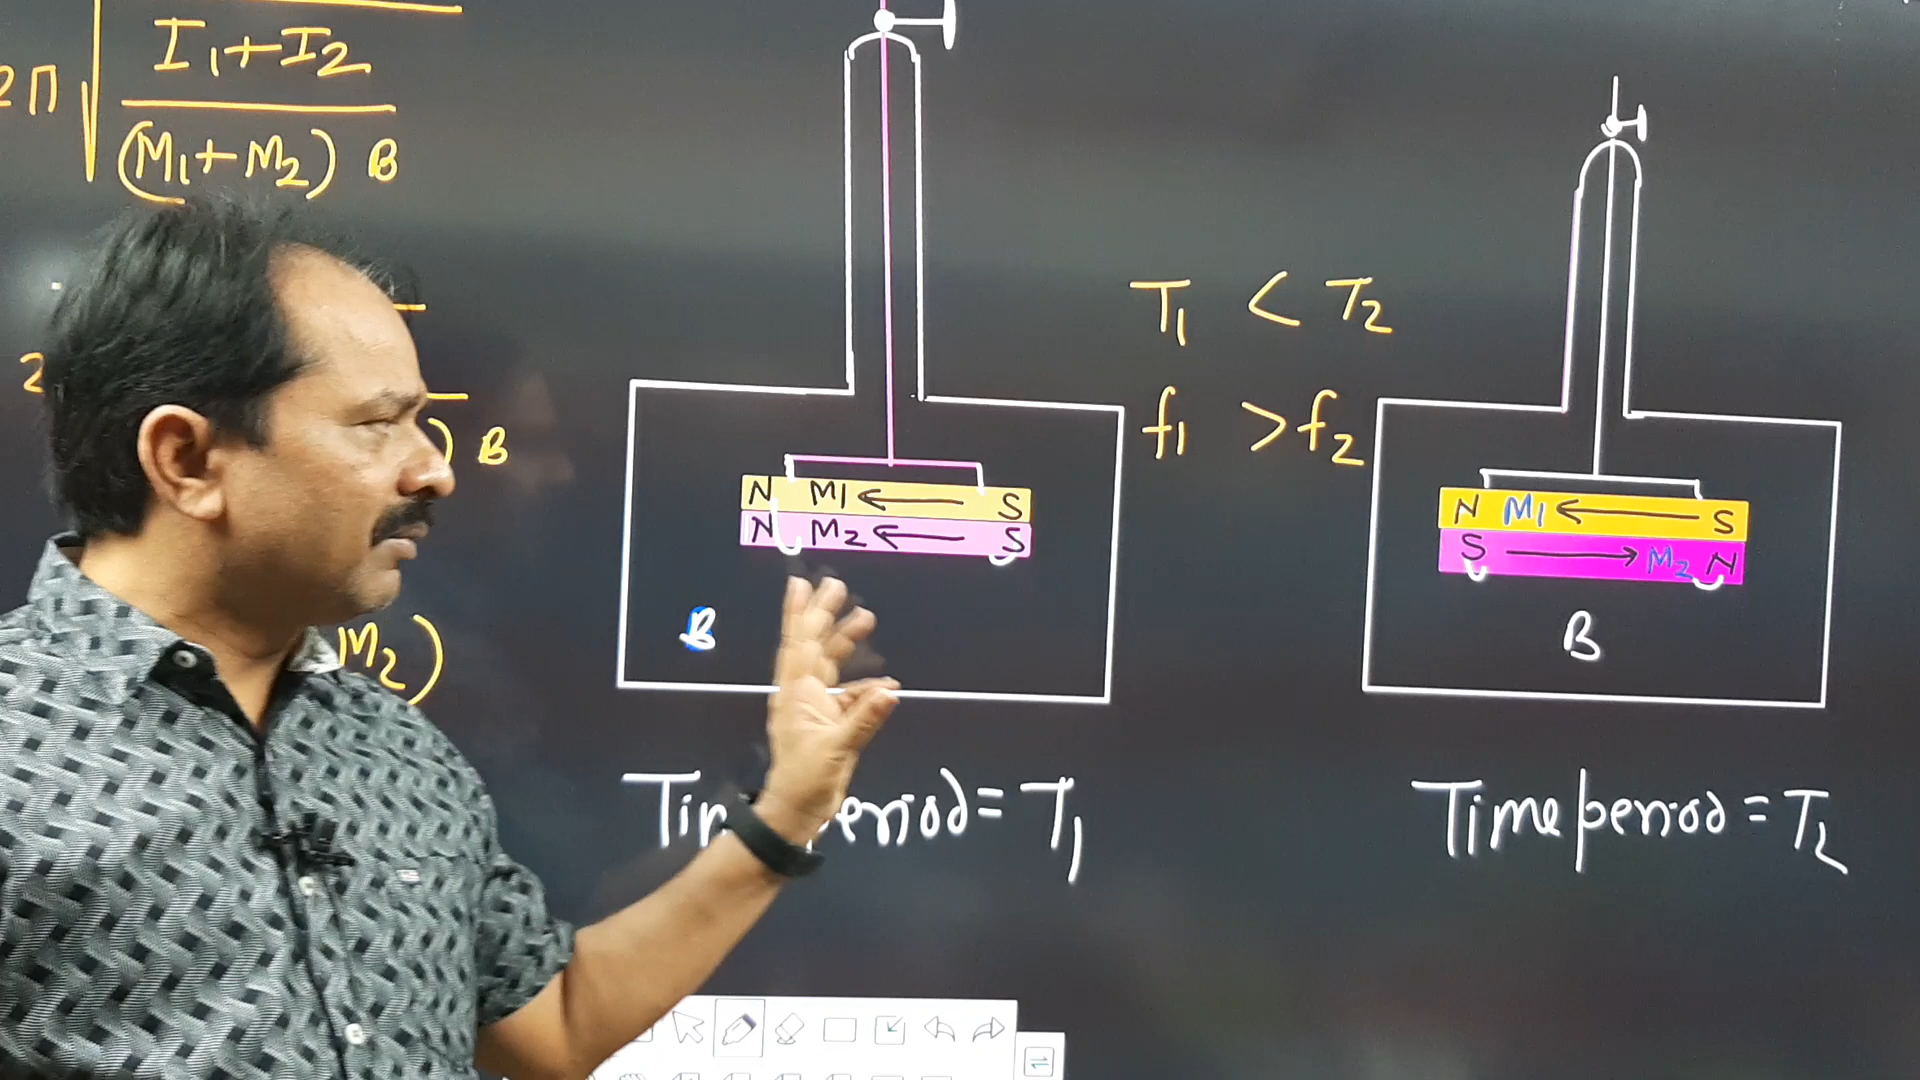 2π √ I1+I2
(M1+M2) B
2
) B
M2)
T1 < T2
f1 > f2
N M1 ← S
N M2 ← S
B
Time period = T1
N M1 ← S
S → M2 N
B
Time period = T2